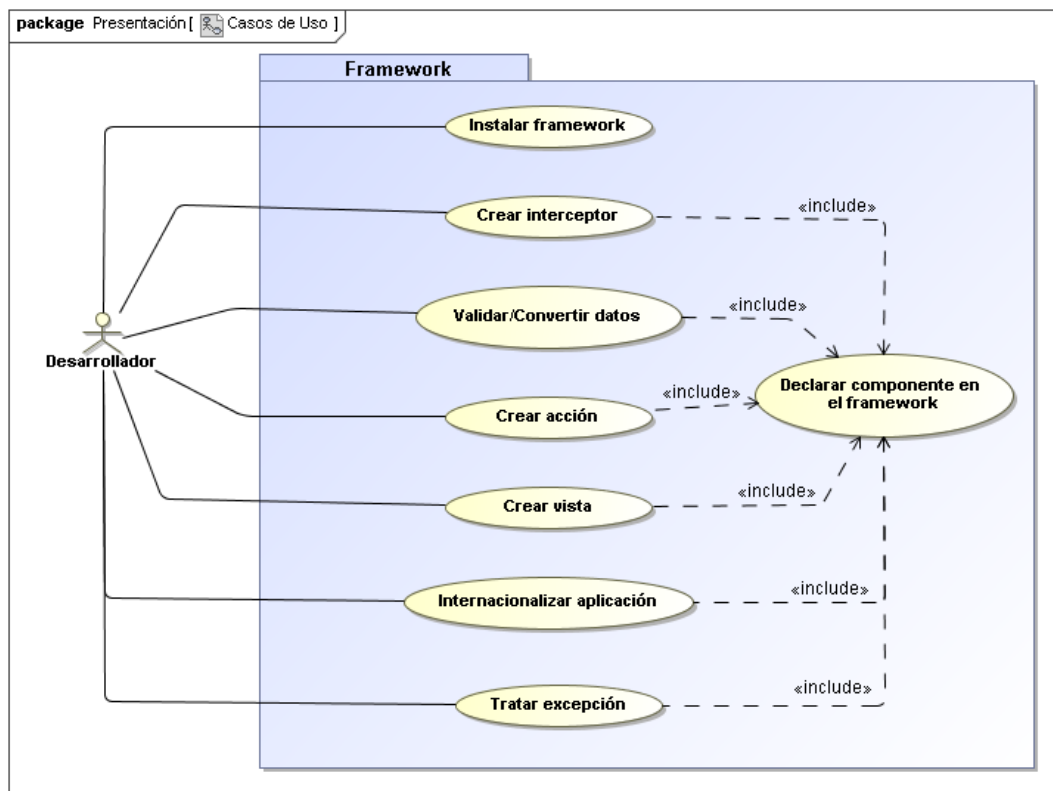 package Presentación [ Casos de Uso ]
Framework
Instalar framework
Crear interceptor
«include»
Validar/Convertir datos
«include»
Desarrollador
Declarar componente en
el framework
Crear acción
«include»
Crear vista
«include»
Internacionalizar aplicación
«include»
Tratar excepción
«include»